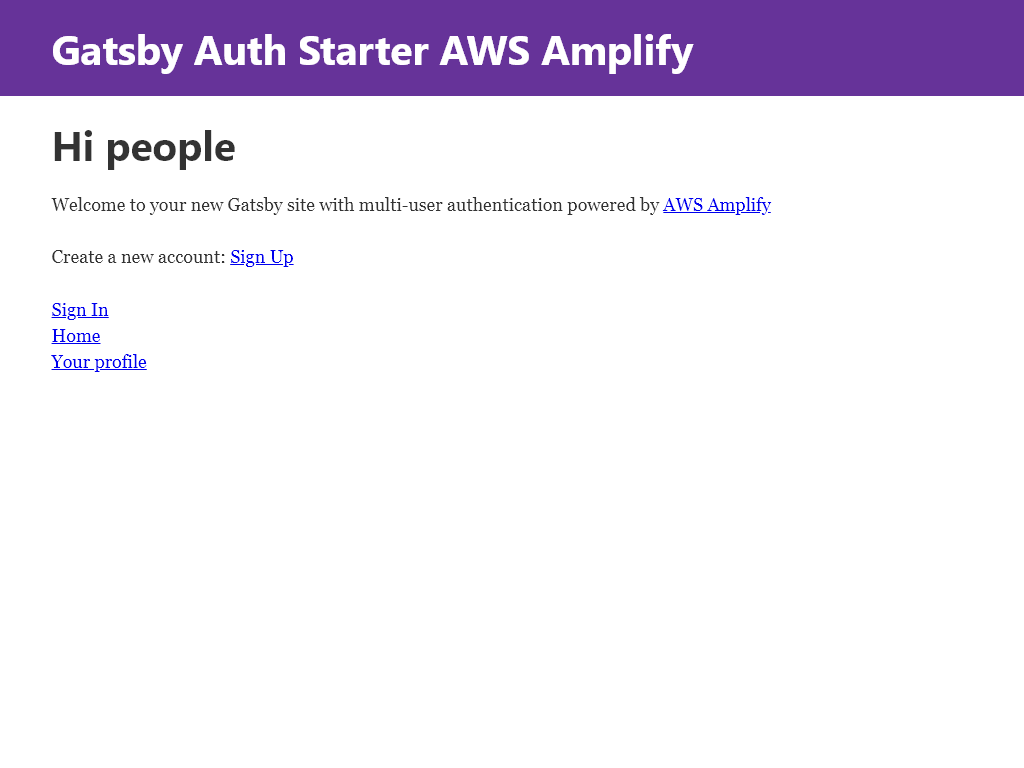 Gatsby Auth Starter AWS Amplify
Hi people
Welcome to your new Gatsby site with multi-user authentication powered by AWS Amplify
Create a new account: Sign Up
Sign In
Home
Your profile